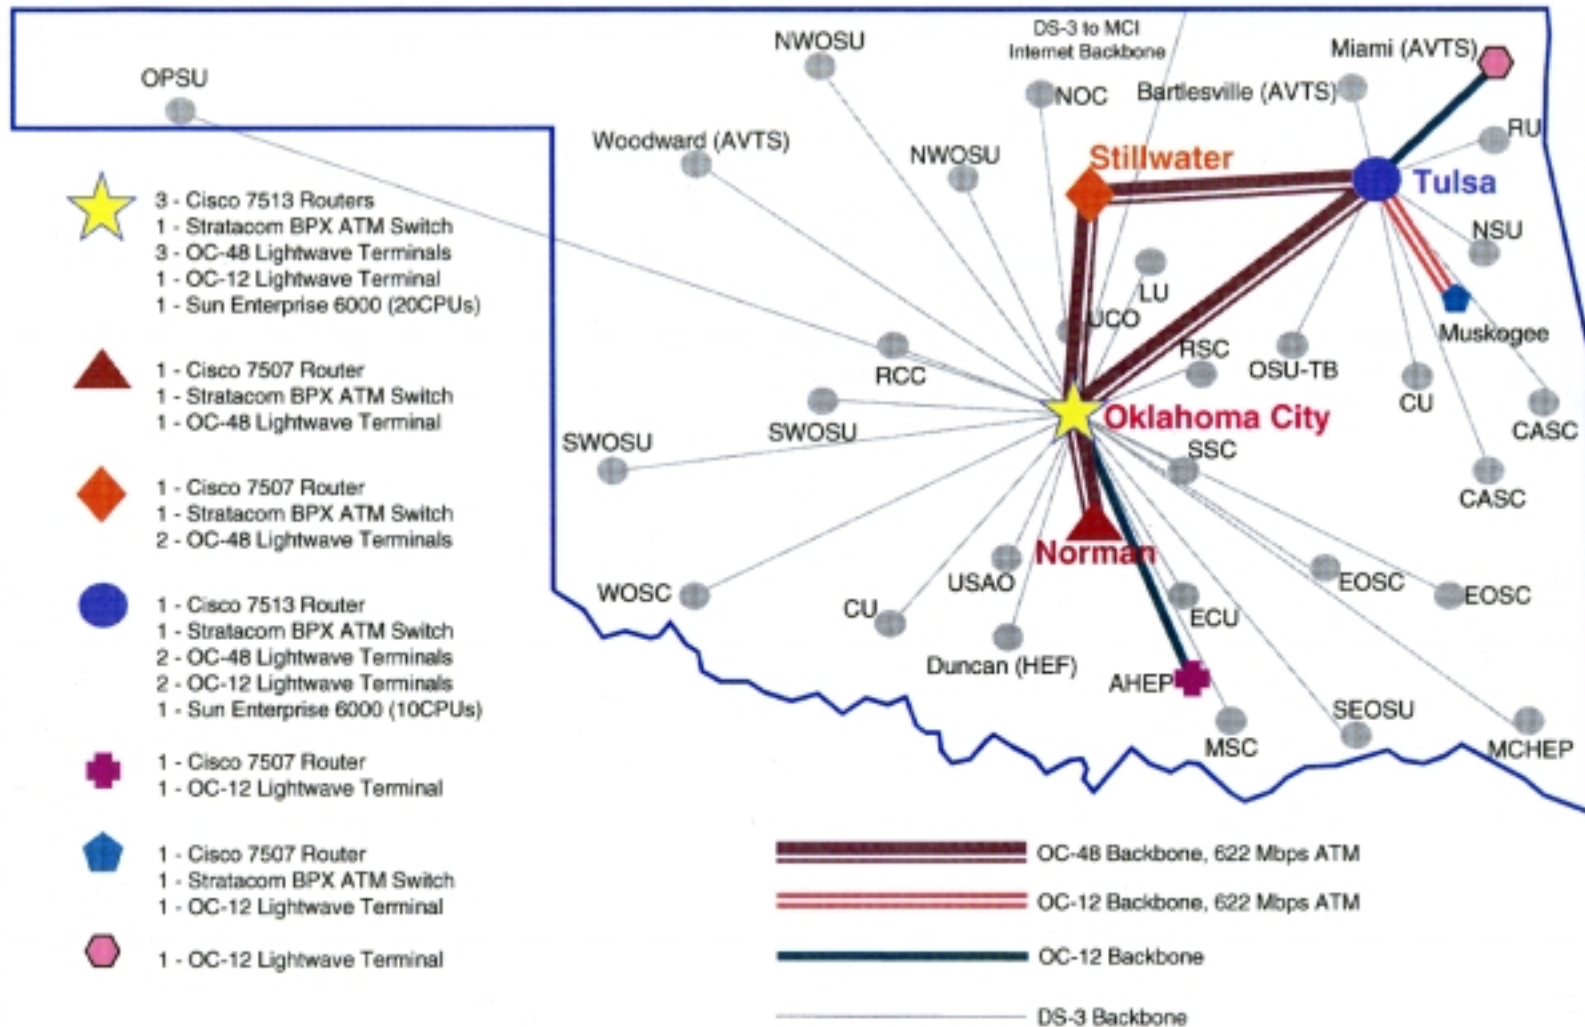 DS-3 to MCI
Internet Backbone
NWOSU
OPSU
Miami (AVTS)
NOC
Bartlesville (AVTS)
RU
Woodward (AVTS)
NWOSU
Stillwater
Tulsa
NSU
LU
UCO
Muskogee
RSC
OSU-TB
RCC
CU
CASC
Oklahoma City
SWOSU
SWOSU
SSC
CASC
Norman
USAO
EOSC
EOSC
WOSC
CU
ECU
Duncan (HEF)
AHEP
SEOSU
MSC
MCHEP
3 - Cisco 7513 Routers
1 - Stratacom BPX ATM Switch
3 - OC-48 Lightwave Terminals
1 - OC-12 Lightwave Terminal
1 - Sun Enterprise 6000 (20CPUs)
1 - Cisco 7507 Router
1 - Stratacom BPX ATM Switch
1 - OC-48 Lightwave Terminal
1 - Cisco 7507 Router
1 - Stratacom BPX ATM Switch
2 - OC-48 Lightwave Terminals
1 - Cisco 7513 Router
1 - Stratacom BPX ATM Switch
2 - OC-48 Lightwave Terminals
2 - OC-12 Lightwave Terminals
1 - Sun Enterprise 6000 (10CPUs)
1 - Cisco 7507 Router
1 - OC-12 Lightwave Terminal
1 - Cisco 7507 Router
1 - Stratacom BPX ATM Switch
1 - OC-12 Lightwave Terminal
1 - OC-12 Lightwave Terminal
OC-48 Backbone, 622 Mbps ATM
OC-12 Backbone, 622 Mbps ATM
OC-12 Backbone
DS-3 Backbone